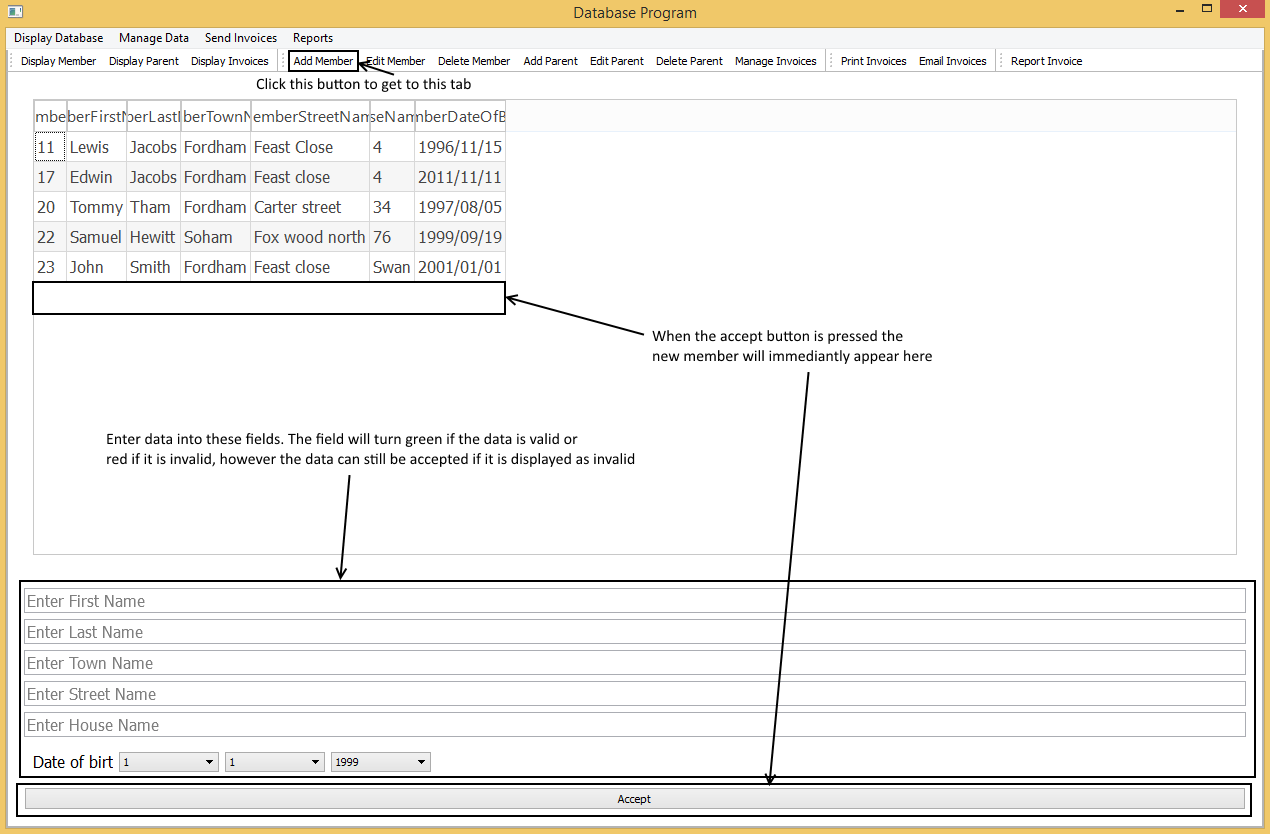 Database Program
Display Database Manage Data Send Invoices Reports
Display Member Display Parent Display Invoices Add Member Edit Member Delete Member Add Parent Edit Parent Delete Parent Manage Invoices Print Invoices Email Invoices Report Invoice
Click this button to get to this tab
mbe berFirstN berLastN berTownN emberStreetNam seNam mberDateOfB
11 Lewis Jacobs Fordham Feast Close 4 1996/11/15
17 Edwin Jacobs Fordham Feast close 4 2011/11/11
20 Tommy Tham Fordham Carter street 34 1997/08/05
22 Samuel Hewitt Soham Fox wood north 76 1999/09/19
23 John Smith Fordham Feast close Swan 2001/01/01
When the accept button is pressed the
new member will immediantly appear here
Enter data into these fields. The field will turn green if the data is valid or
red if it is invalid, however the data can still be accepted if it is displayed as invalid
Enter First Name
Enter Last Name
Enter Town Name
Enter Street Name
Enter House Name
Date of birt 1 1 1999
Accept